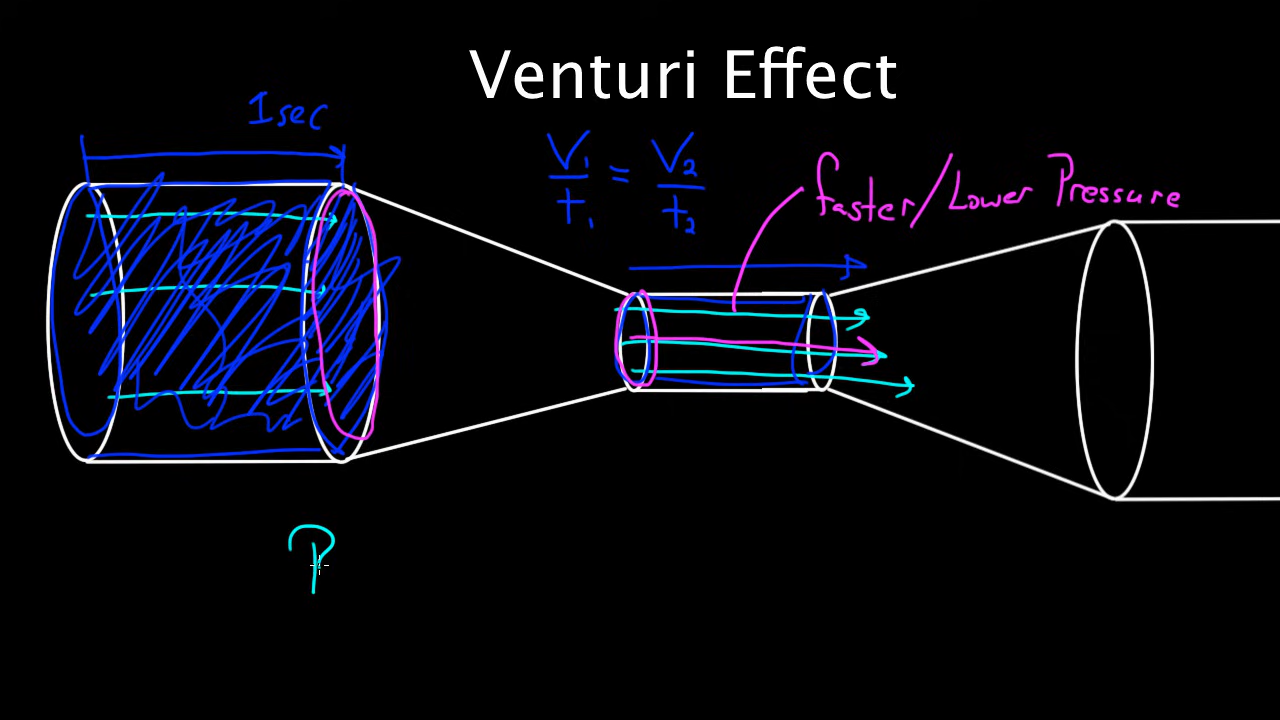 Venturi Effect
1sec
V₁/t₁ = V₂/t₂
faster/Lower Pressure
P